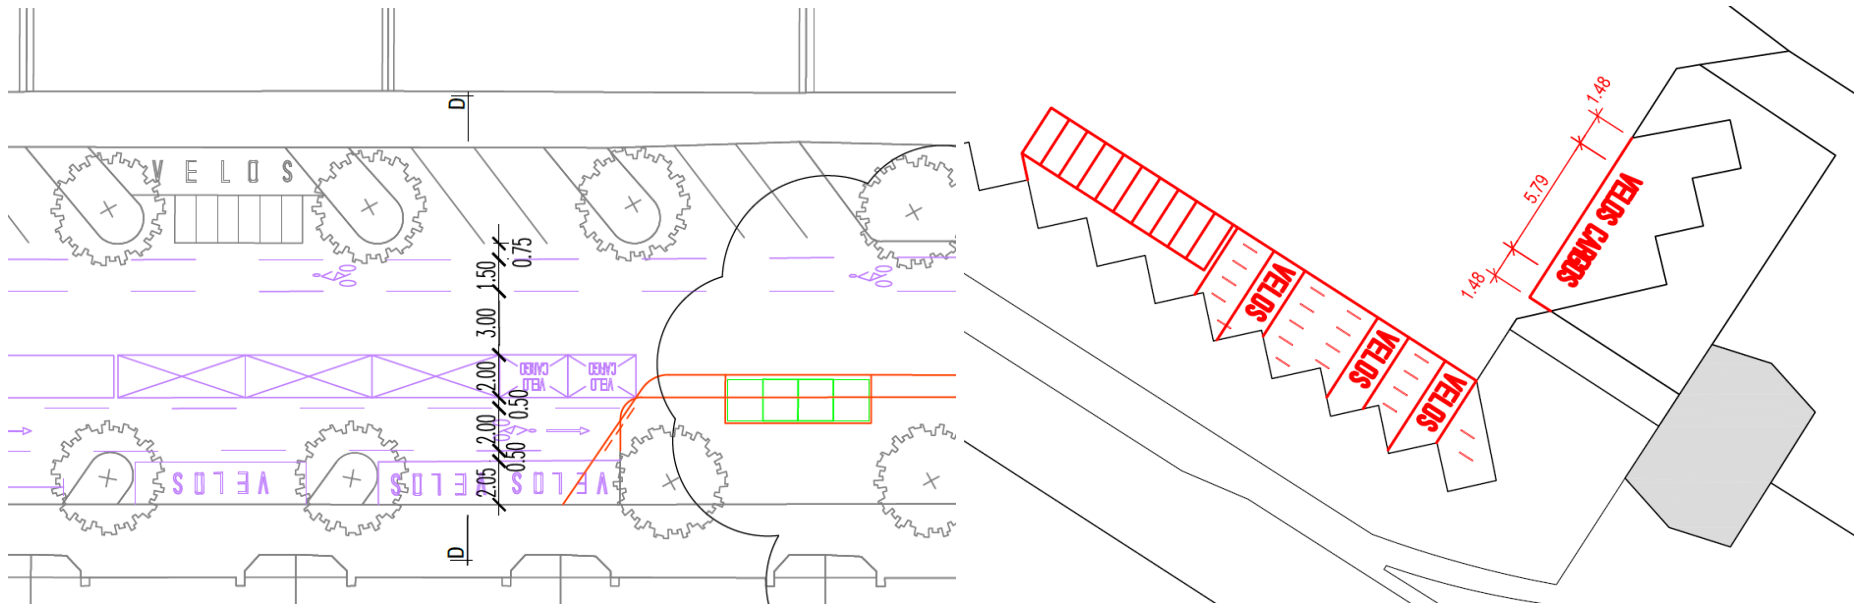 D
VELOS
0.75
1.50
3.00
2.00
0.50
2.00
0.50
2.05
VELO
CARGO
VELO
CARGO
VELOS
VELOS
VELOS
D
1.48
5.79
1.48
VELOS CARGOS
VELOS
VELOS
VELOS